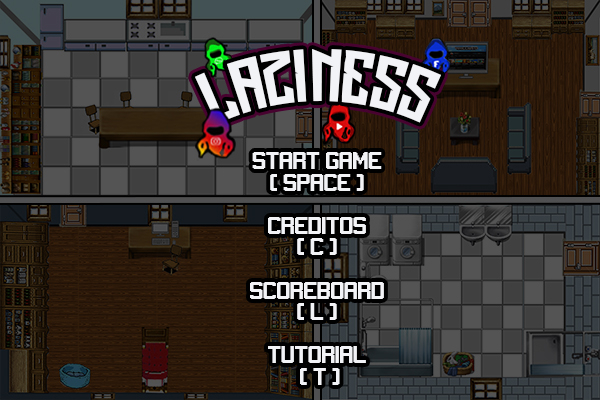 LAZINESS
START GAME
( SPACE )
CREDITOS
( C )
SCOREBOARD
( L )
TUTORIAL
( T )